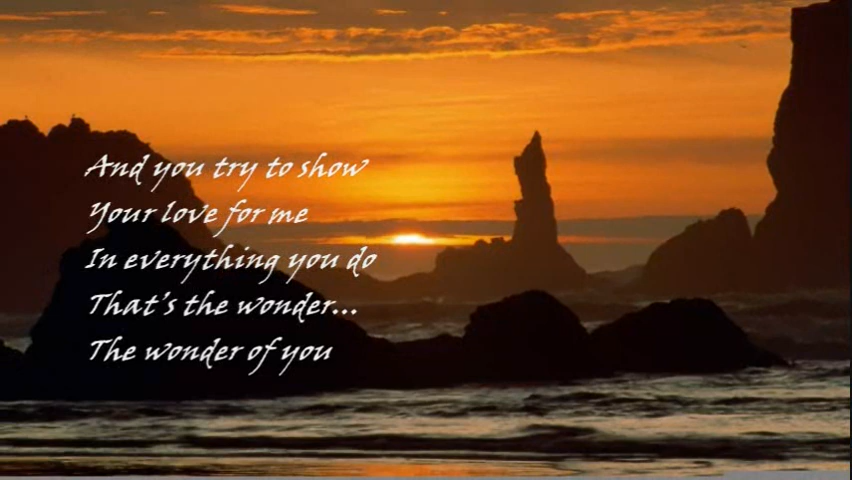 And you try to show
Your love for me
In everything you do
That's the wonder...
The wonder of you